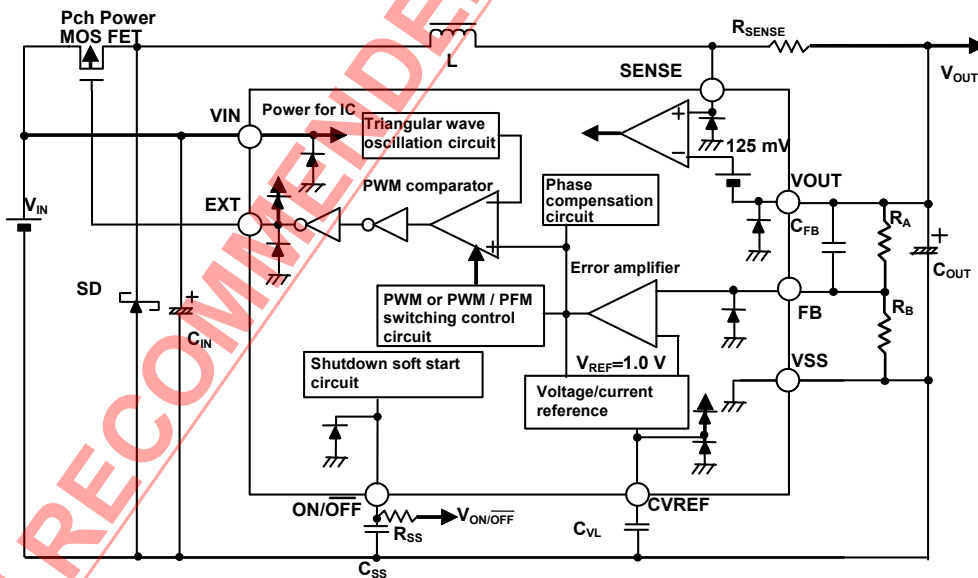 Pch Power
MOS FET
L
RSENSE
VOUT
SENSE
VIN
Power for IC
Triangular wave
oscillation circuit
+
−
125 mV
VIN
EXT
PWM comparator
Phase
compensation
circuit
VOUT
CFB
RA
+
COUT
+
SD
+
CIN
PWM or PWM / PFM
switching control
circuit
Error amplifier
FB
RB
Shutdown soft start
circuit
VREF=1.0 V
Voltage/current
reference
VSS
ON/OFF
RSS
VON/OFF
CSS
CVREF
CVL
RECOMMENDE